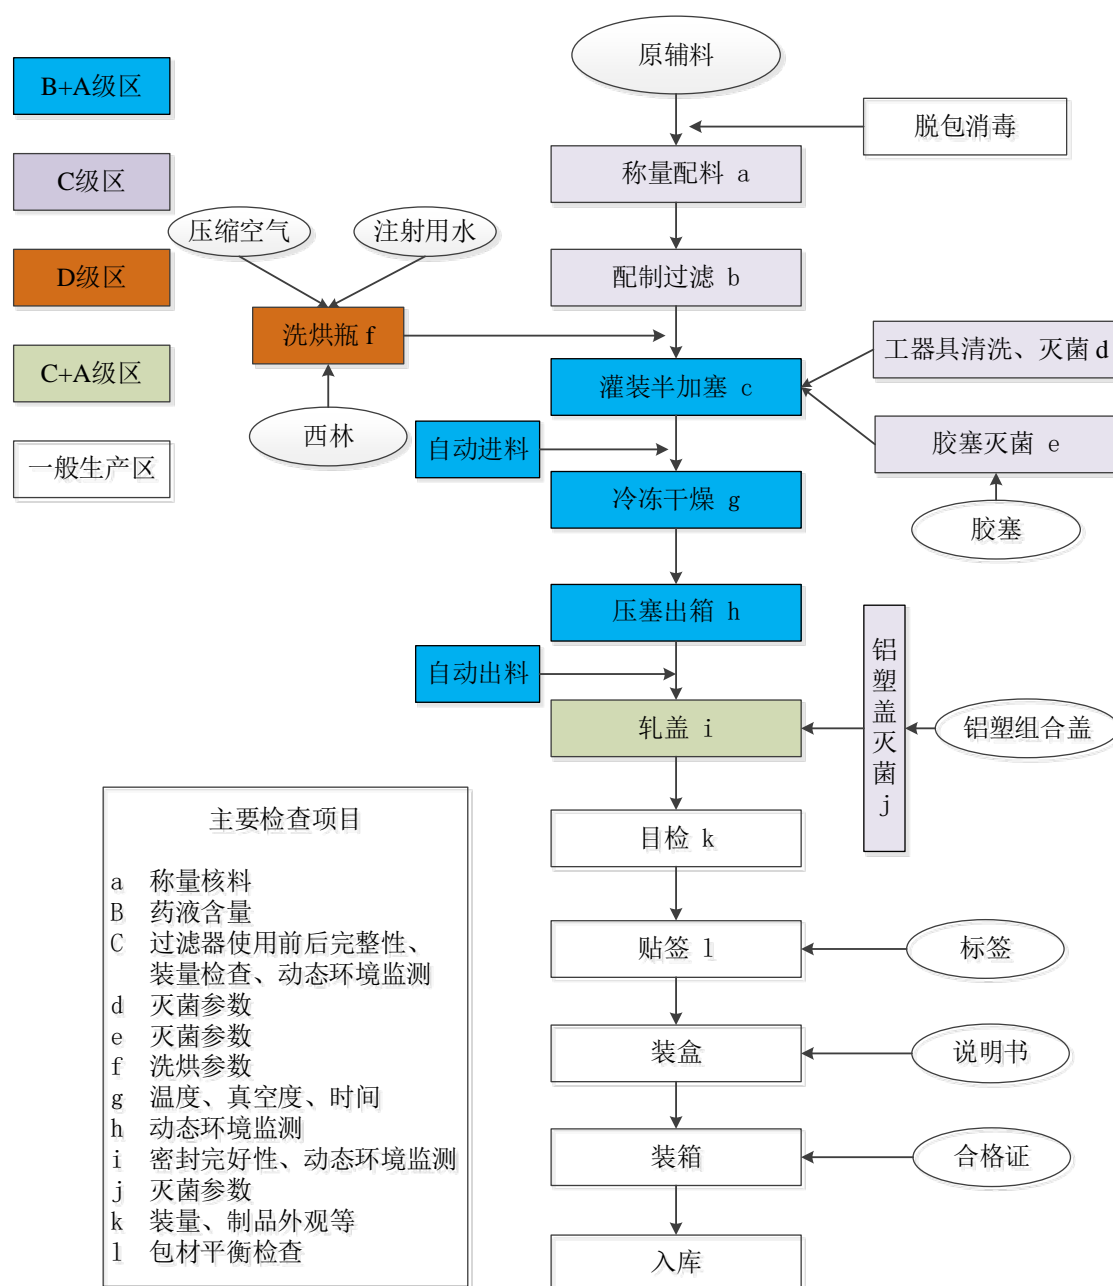 原辅料
B+A级区
脱包消毒
称量配料 a
C级区
压缩空气
注射用水
D级区
配制过滤 b
洗烘瓶 f
工器具清洗、灭菌 d
C+A级区
灌装半加塞 c
西林
自动进料
胶塞灭菌 e
一般生产区
冷冻干燥 g
胶塞
压塞出箱 h
自动出料
铝塑盖灭菌 j
轧盖 i
铝塑组合盖
主要检查项目
目检 k
a 称量核料
B 药液含量
C 过滤器使用前后完整性、
装量检查、动态环境监测
d 灭菌参数
e 灭菌参数
f 洗烘参数
g 温度、真空度、时间
h 动态环境监测
i 密封完好性、动态环境监测
j 灭菌参数
k 装量、制品外观等
l 包材平衡检查
贴签 l
标签
装盒
说明书
装箱
合格证
入库